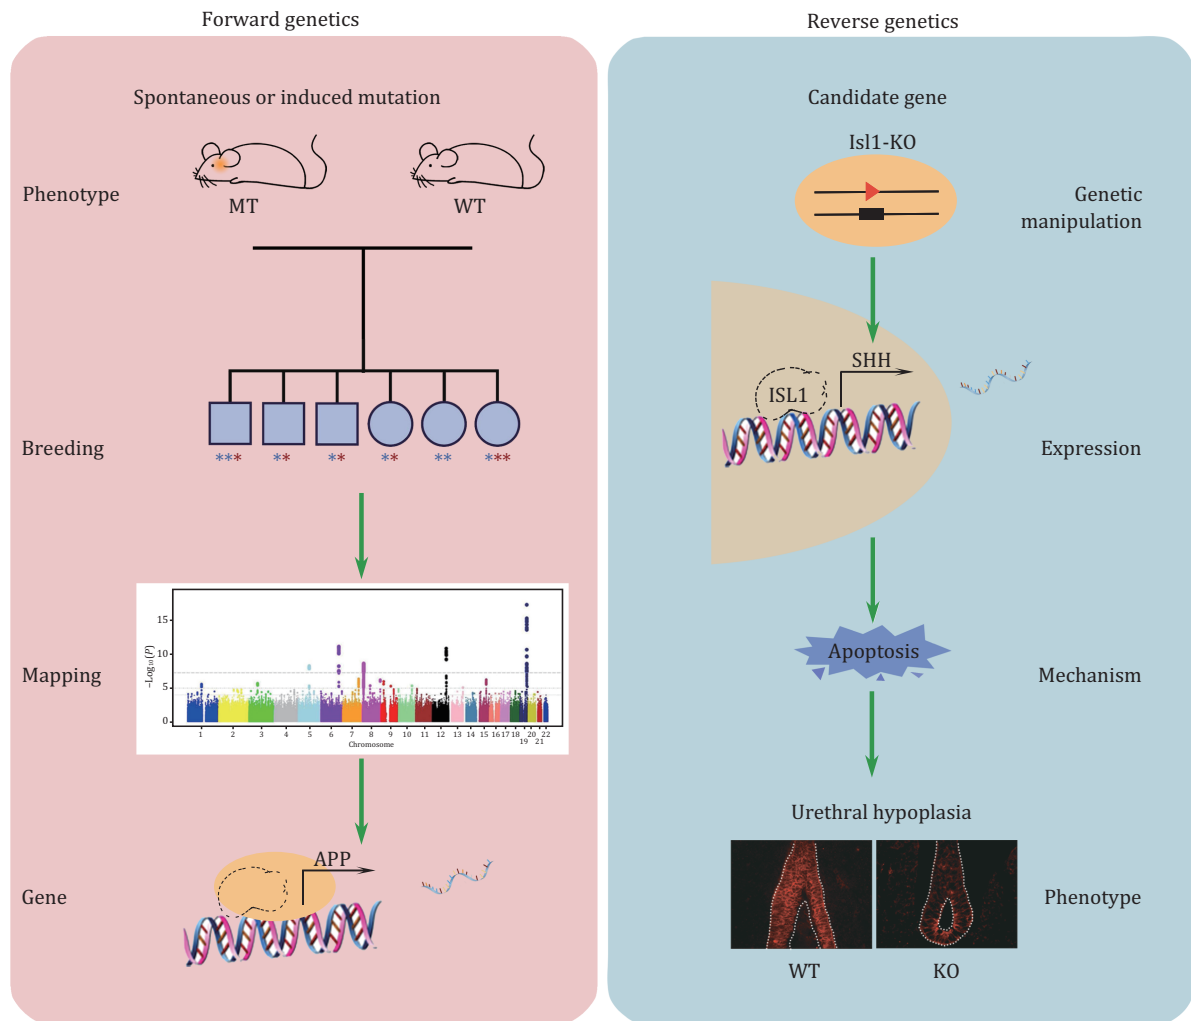 Forward genetics
Spontaneous or induced mutation
Phenotype
MT
WT
Breeding
***
**
**
**
**
***
Mapping
−Log₁₀(P)
15
10
5
0
1 2 3 4 5 6 7 8 9 10 11 12 13 14 15 16 17 18 19 20 21 22
Chromosome
Gene
APP
Reverse genetics
Candidate gene
Isl1-KO
Genetic
manipulation
SHH
ISL1
Expression
Apoptosis
Mechanism
Urethral hypoplasia
Phenotype
WT
KO